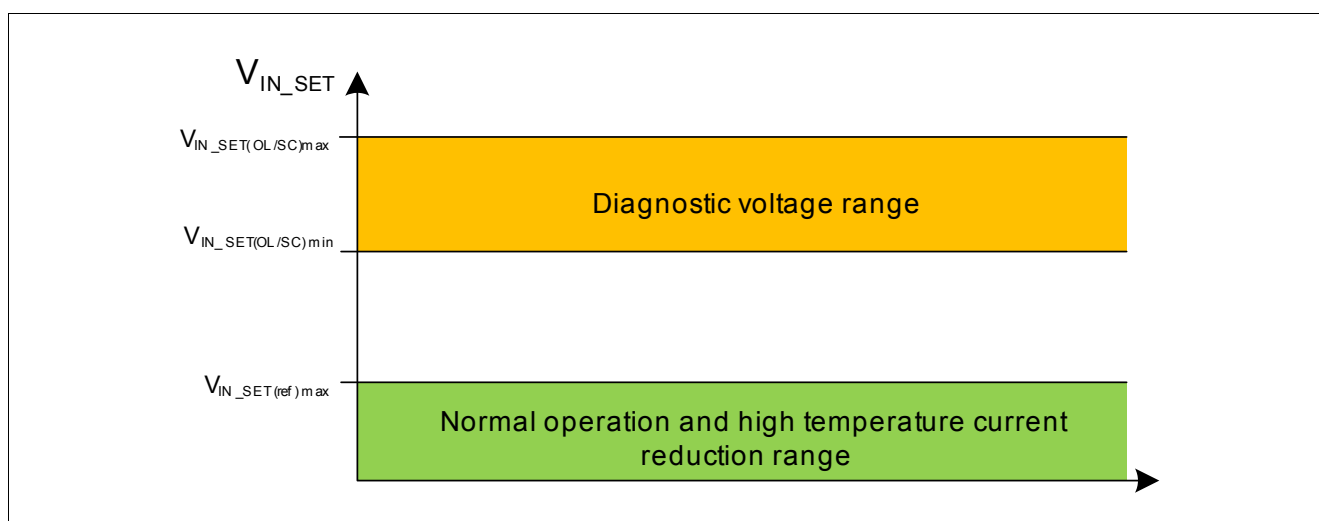 VIN_SET
VIN_SET(OL/SC)max
Diagnostic voltage range
VIN_SET(OL/SC)min
VIN_SET(ref)max
Normal operation and high temperature current
reduction range